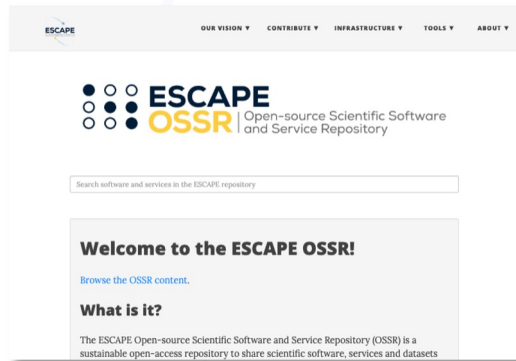 ESCAPE
OUR VISION ▼ CONTRIBUTE ▼ INFRASTRUCTURE ▼ TOOLS ▼ ABOUT ▼
ESCAPE
OSSR | Open-source Scientific Software
and Service Repository
Search software and services in the ESCAPE repository
Welcome to the ESCAPE OSSR!
Browse the OSSR content.
What is it?
The ESCAPE Open-source Scientific Software and Service Repository (OSSR) is a
sustainable open-access repository to share scientific software, services and datasets